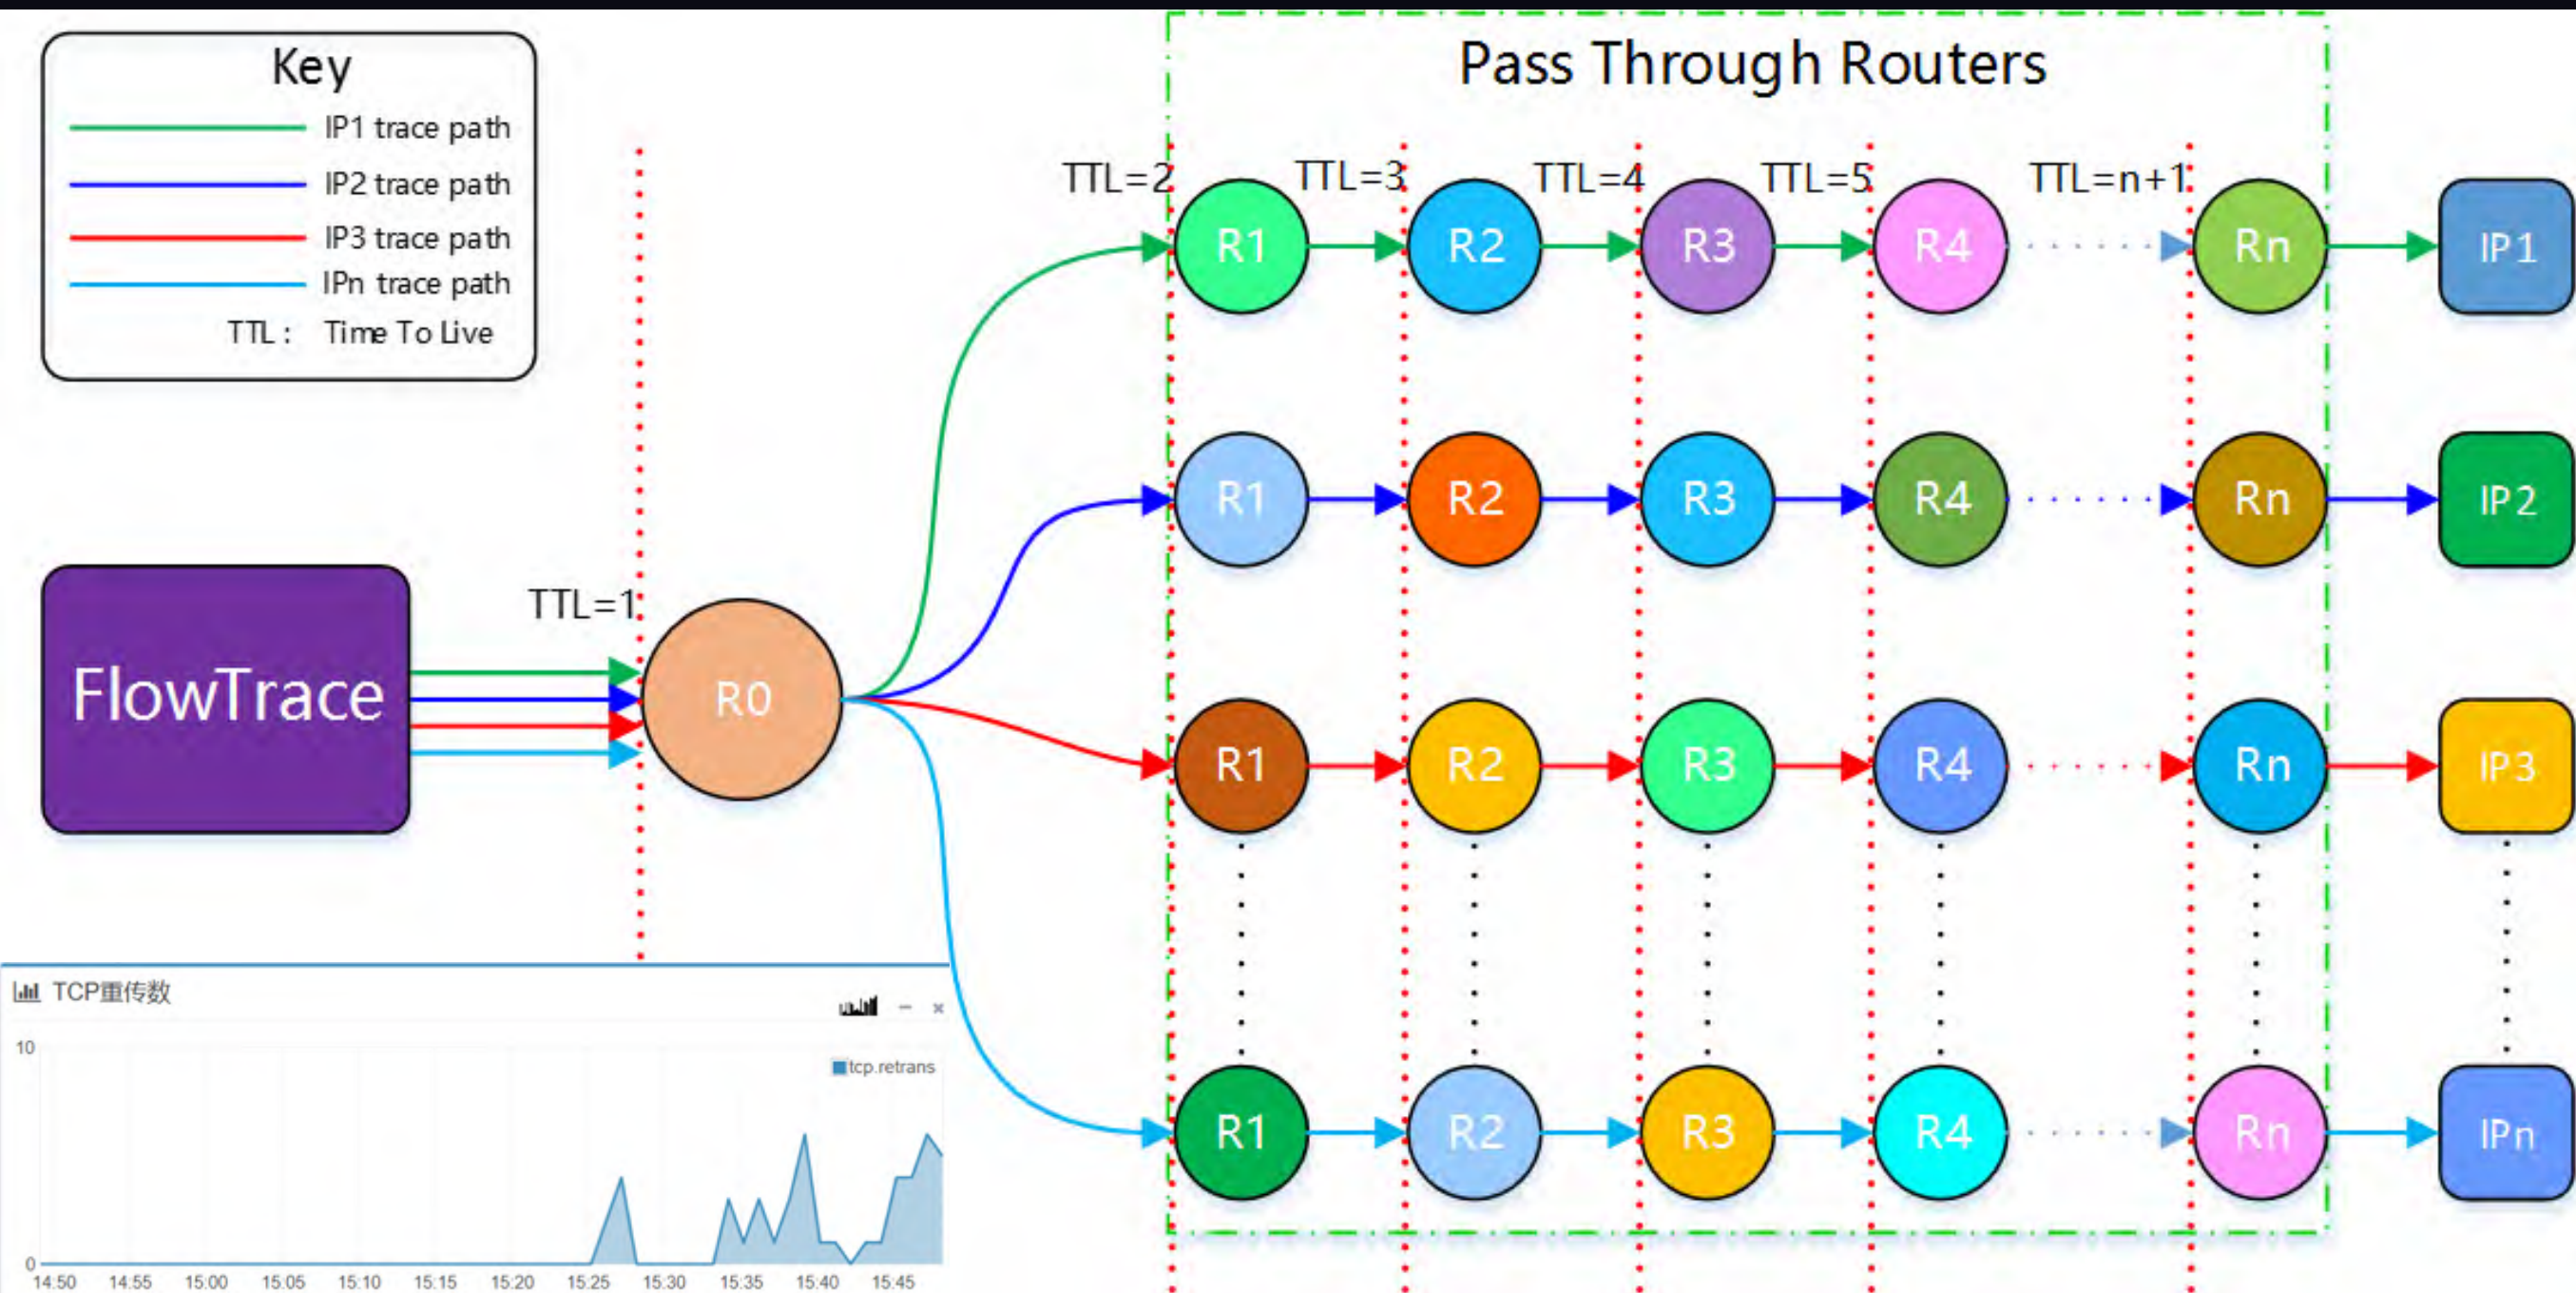 Key
IP1 trace path
IP2 trace path
IP3 trace path
IPn trace path
TTL : Time To Live
Pass Through Routers
TTL=2 TTL=3 TTL=4 TTL=5 TTL=n+1
R1 R2 R3 R4 Rn IP1
R1 R2 R3 R4 Rn IP2
TTL=1
FlowTrace R0
R1 R2 R3 R4 Rn IP3
R1 R2 R3 R4 Rn IPn
TCP重传数
10
tcp.retrans
0
14:50 14:55 15:00 15:05 15:10 15:15 15:20 15:25 15:30 15:35 15:40 15:45